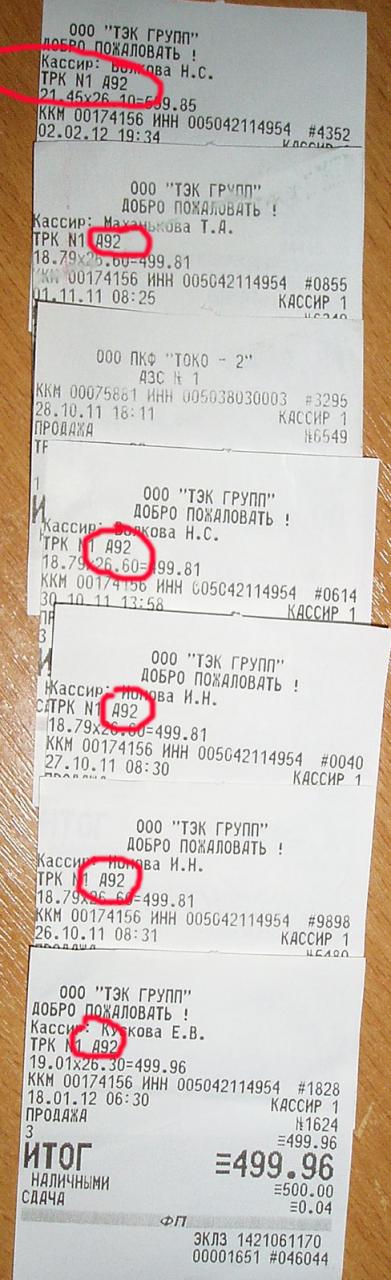 ООО "ТЭК ГРУПП"
ДОБРО ПОЖАЛОВАТЬ !
Кассир: Волкова Н.С.
ТРК N1 А92
21.45x26.10=559.85
ККМ 00174156 ИНН 005042114954 #4352
02.02.12 19:34 КАССИР 1
ООО "ТЭК ГРУПП"
ДОБРО ПОЖАЛОВАТЬ !
Кассир: Маханькова Т.А.
ТРК N1 А92
18.79x26.60=499.81
ККМ 00174156 ИНН 005042114954 #0855
01.11.11 08:25 КАССИР 1
ООО ПКФ "ТОКО - 2"
АЗС N 1
ККМ 00075881 ИНН 005038030003 #3295
28.10.11 18:11 КАССИР 1
ПРОДАЖА N6549
ООО "ТЭК ГРУПП"
ДОБРО ПОЖАЛОВАТЬ !
Кассир: Волкова Н.С.
ТРК N1 А92
18.79x26.60=499.81
ККМ 00174156 ИНН 005042114954 #0614
30.10.11 13:58 КАССИР 1
ООО "ТЭК ГРУПП"
ДОБРО ПОЖАЛОВАТЬ !
Кассир: И.Н.
ТРК N1 А92
18.79x26.60=499.81
ККМ 00174156 ИНН 005042114954 #0040
27.10.11 08:30 КАССИР 1
ПРОДАЖА
ООО "ТЭК ГРУПП"
ДОБРО ПОЖАЛОВАТЬ !
Кассир: И.Н.
ТРК N1 А92
18.79x26.60=499.81
ККМ 00174156 ИНН 005042114954 #9898
26.10.11 08:31 КАССИР 1
ПРОДАЖА
ООО "ТЭК ГРУПП"
ДОБРО ПОЖАЛОВАТЬ !
Кассир: Кускова Е.В.
ТРК N1 А92
19.01x26.30=499.96
ККМ 00174156 ИНН 005042114954 #1828
18.01.12 06:30 КАССИР 1
ПРОДАЖА N1624
3 ≡499.96
ИТОГ ≡499.96
НАЛИЧНЫМИ ≡500.00
СДАЧА ≡0.04
ФП
ЭКЛЗ 1421061170
00001651 #046044